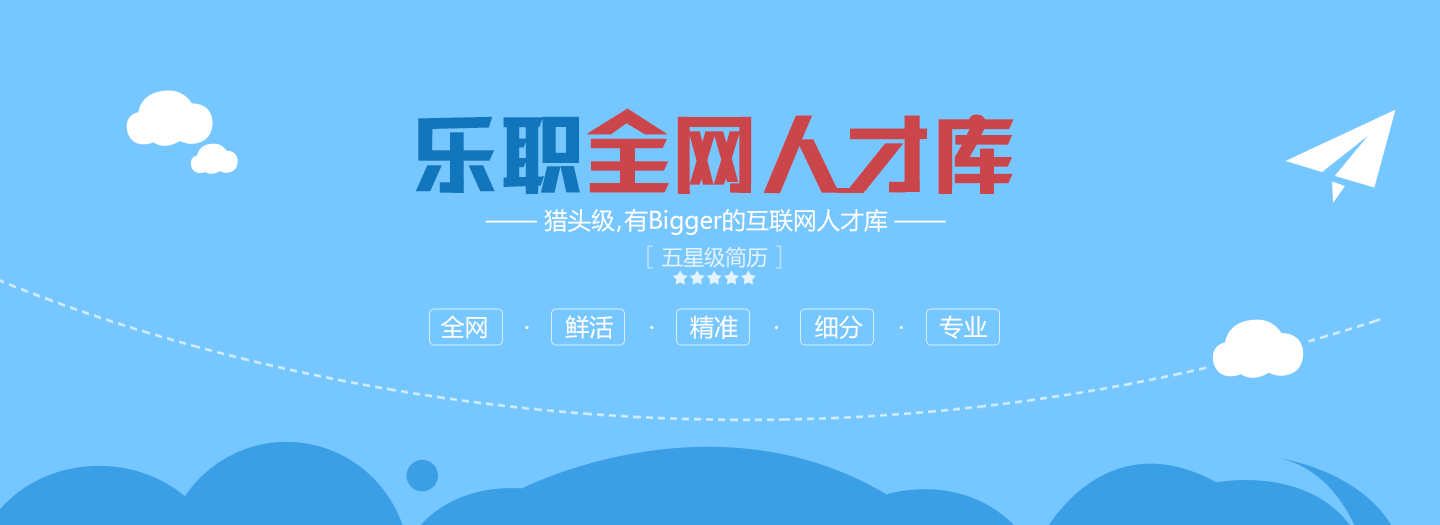 乐职全网人才库
猎头级,有Bigger的互联网人才库
[ 五星级简历 ]
全网 · 鲜活 · 精准 · 细分 · 专业